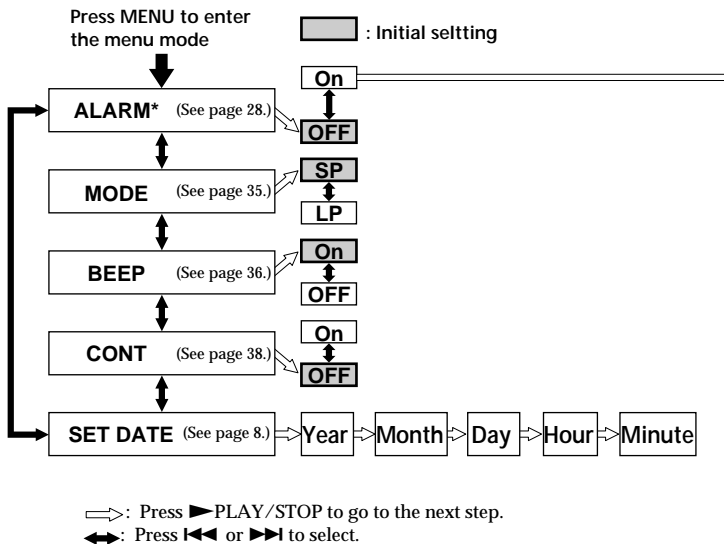 Press MENU to enter
the menu mode
: Initial seltting
On
ALARM* (See page 28.)
OFF
SP
MODE (See page 35.)
LP
On
BEEP (See page 36.)
OFF
On
CONT (See page 38.)
OFF
SET DATE (See page 8.) Year Month Day Hour Minute
: Press ►PLAY/STOP to go to the next step.
: Press I◄◄ or ►►I to select.